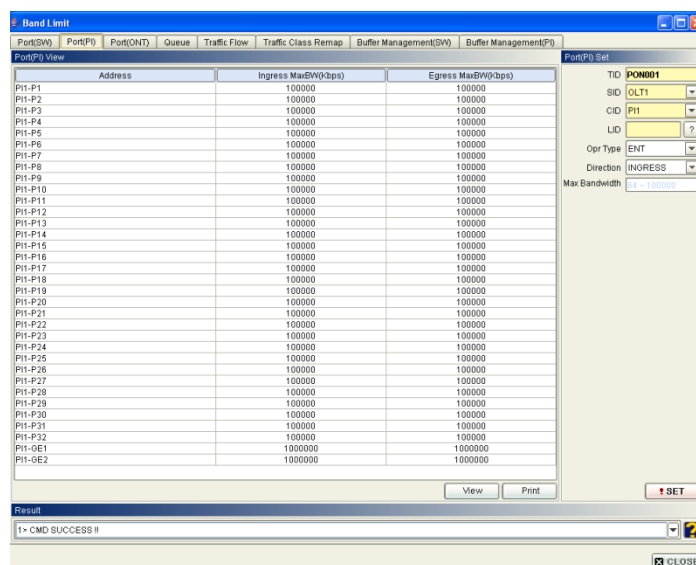 Band Limit
Port(SW) Port(PI) Port(ONT) Queue Traffic Flow Traffic Class Remap Buffer Management(SW) Buffer Management(PI)
Port(PI) View
Address Ingress MaxBW(Kbps) Egress MaxBW(Kbps)
PI1-P1 100000 100000
PI1-P2 100000 100000
PI1-P3 100000 100000
PI1-P4 100000 100000
PI1-P5 100000 100000
PI1-P6 100000 100000
PI1-P7 100000 100000
PI1-P8 100000 100000
PI1-P9 100000 100000
PI1-P10 100000 100000
PI1-P11 100000 100000
PI1-P12 100000 100000
PI1-P13 100000 100000
PI1-P14 100000 100000
PI1-P15 100000 100000
PI1-P16 100000 100000
PI1-P17 100000 100000
PI1-P18 100000 100000
PI1-P19 100000 100000
PI1-P20 100000 100000
PI1-P21 100000 100000
PI1-P22 100000 100000
PI1-P23 100000 100000
PI1-P24 100000 100000
PI1-P25 100000 100000
PI1-P26 100000 100000
PI1-P27 100000 100000
PI1-P28 100000 100000
PI1-P29 100000 100000
PI1-P30 100000 100000
PI1-P31 100000 100000
PI1-P32 100000 100000
PI1-GE1 1000000 1000000
PI1-GE2 1000000 1000000
View Print
Port(PI) Set
TID PON001
SID OLT1
CID PI1
LID ?
Opr Type ENT
Direction INGRESS
Max Bandwidth 64 ~ 100000
! SET
Result
1> CMD SUCCESS !!
?
CLOSE